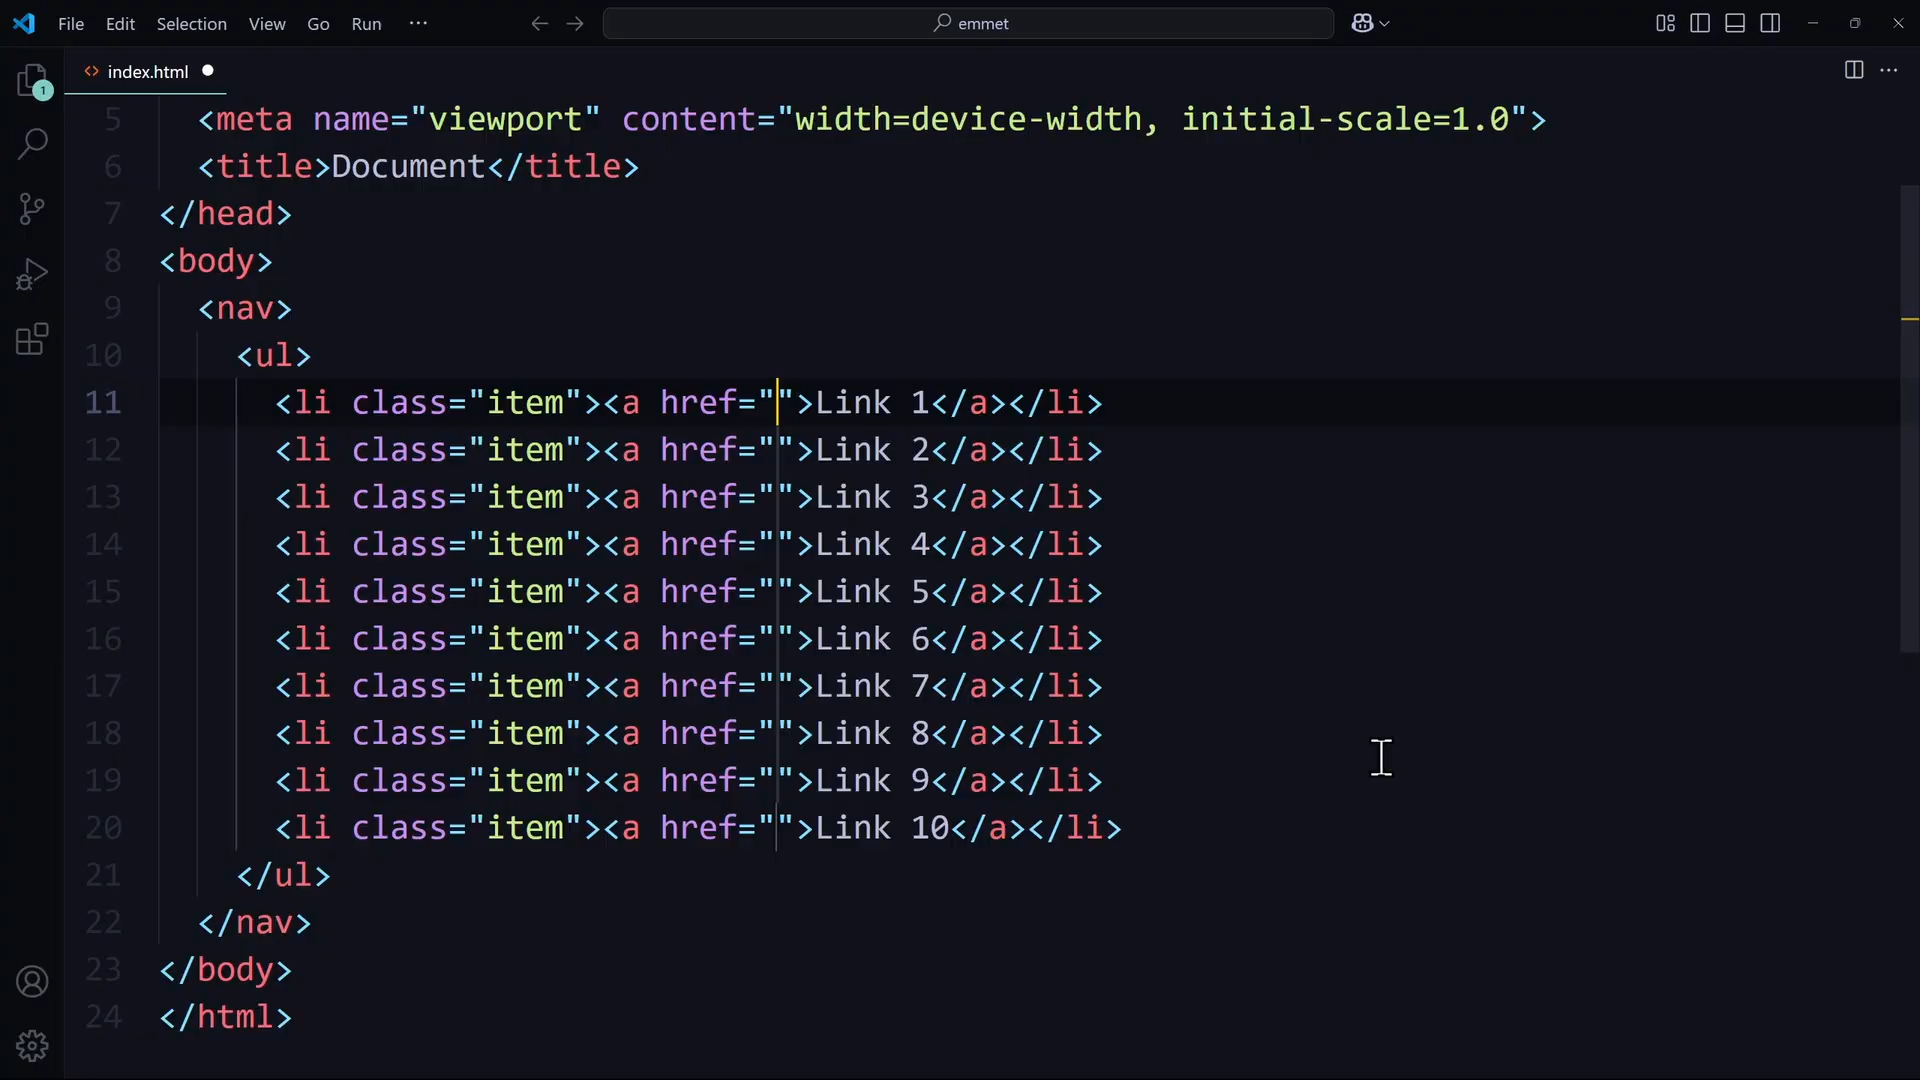 File Edit Selection View Go Run ··· emmet
index.html
1
5 <meta name="viewport" content="width=device-width, initial-scale=1.0">
6 <title>Document</title>
7 </head>
8 <body>
9 <nav>
10 <ul>
11 <li class="item"><a href="">Link 1</a></li>
12 <li class="item"><a href="">Link 2</a></li>
13 <li class="item"><a href="">Link 3</a></li>
14 <li class="item"><a href="">Link 4</a></li>
15 <li class="item"><a href="">Link 5</a></li>
16 <li class="item"><a href="">Link 6</a></li>
17 <li class="item"><a href="">Link 7</a></li>
18 <li class="item"><a href="">Link 8</a></li>
19 <li class="item"><a href="">Link 9</a></li>
20 <li class="item"><a href="">Link 10</a></li>
21 </ul>
22 </nav>
23 </body>
24 </html>